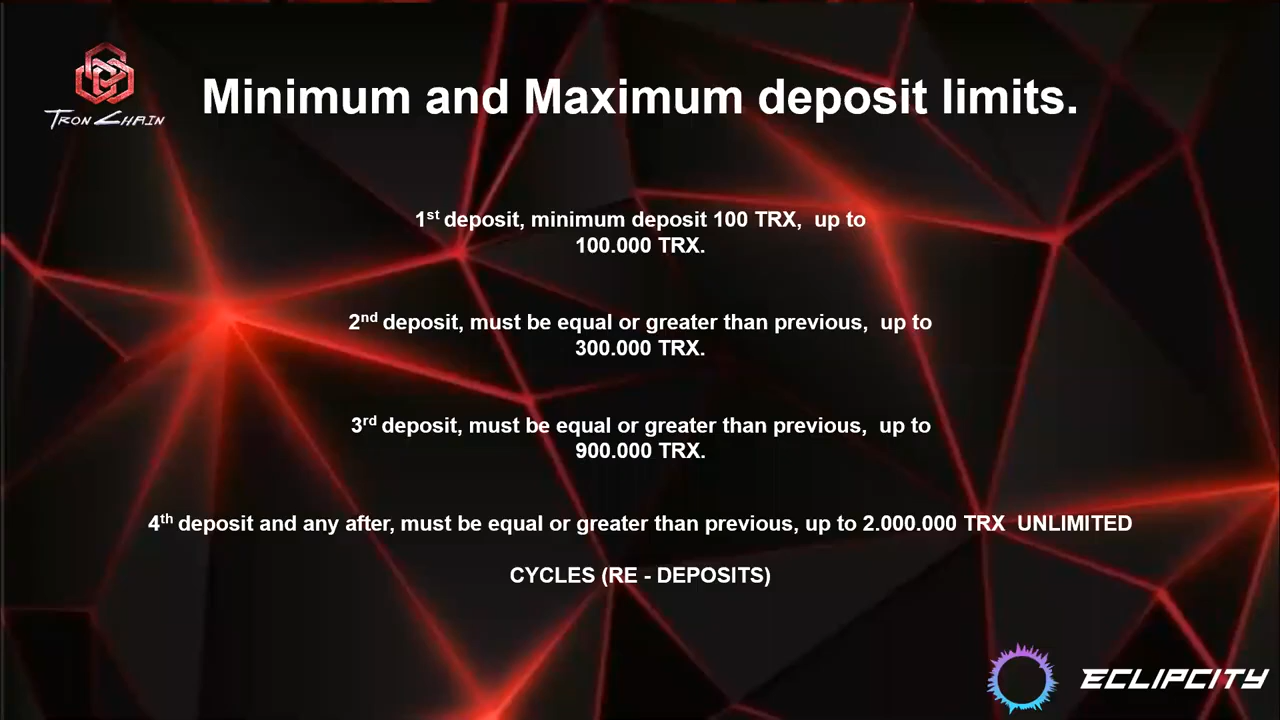 TRON CHAIN
Minimum and Maximum deposit limits.
1st deposit, minimum deposit 100 TRX, up to
100.000 TRX.
2nd deposit, must be equal or greater than previous, up to
300.000 TRX.
3rd deposit, must be equal or greater than previous, up to
900.000 TRX.
4th deposit and any after, must be equal or greater than previous, up to 2.000.000 TRX UNLIMITED
CYCLES (RE - DEPOSITS)
ECLIPCITY